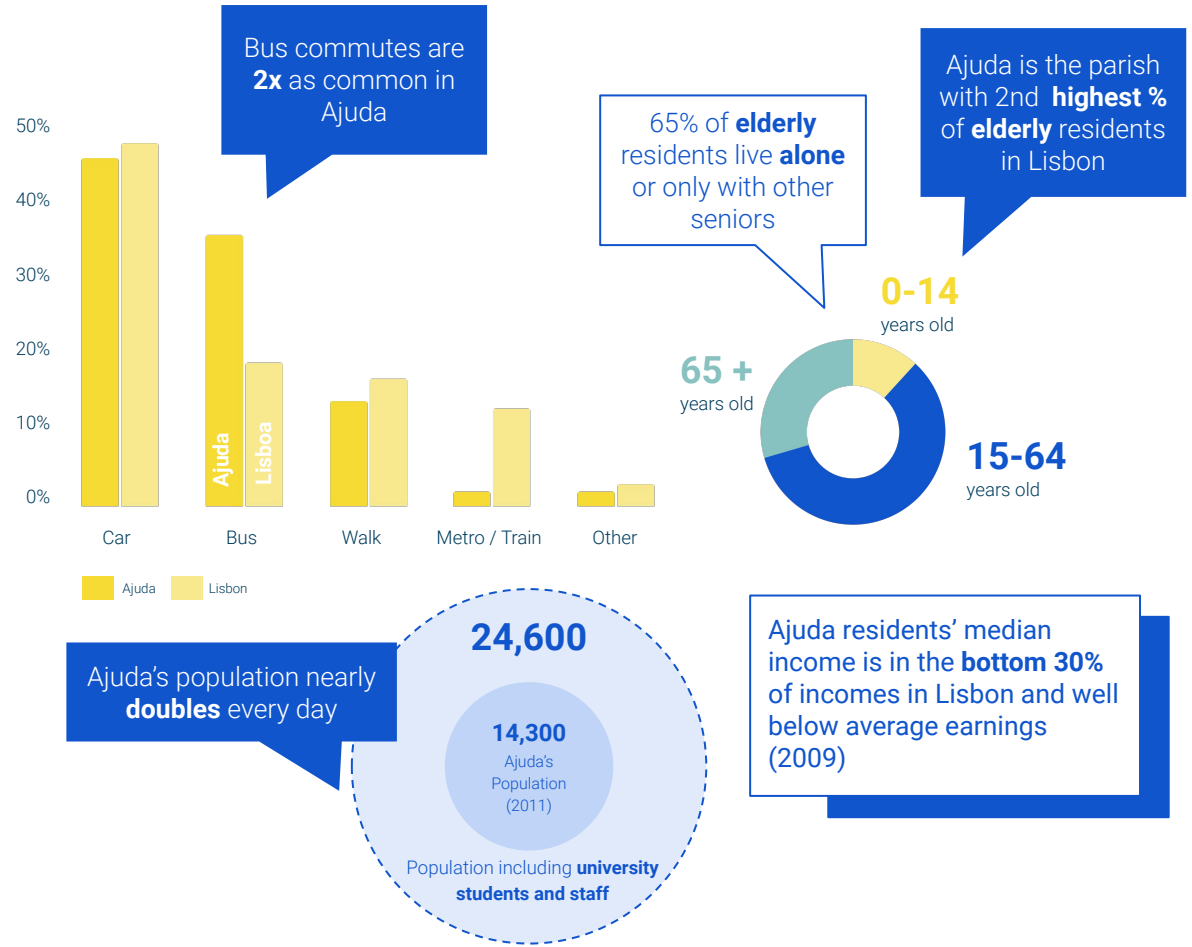 Bus commutes are
2x as common in
Ajuda
50%
40%
30%
20%
10%
0%
Ajuda
Lisboa
Car
Bus
Walk
Metro / Train
Other
Ajuda
Lisbon
65% of elderly
residents live alone
or only with other
seniors
Ajuda is the parish
with 2nd highest %
of elderly residents
in Lisbon
0-14
years old
65 +
years old
15-64
years old
Ajuda's population nearly
doubles every day
24,600
14,300
Ajuda's
Population
(2011)
Population including university
students and staff
Ajuda residents' median
income is in the bottom 30%
of incomes in Lisbon and well
below average earnings
(2009)